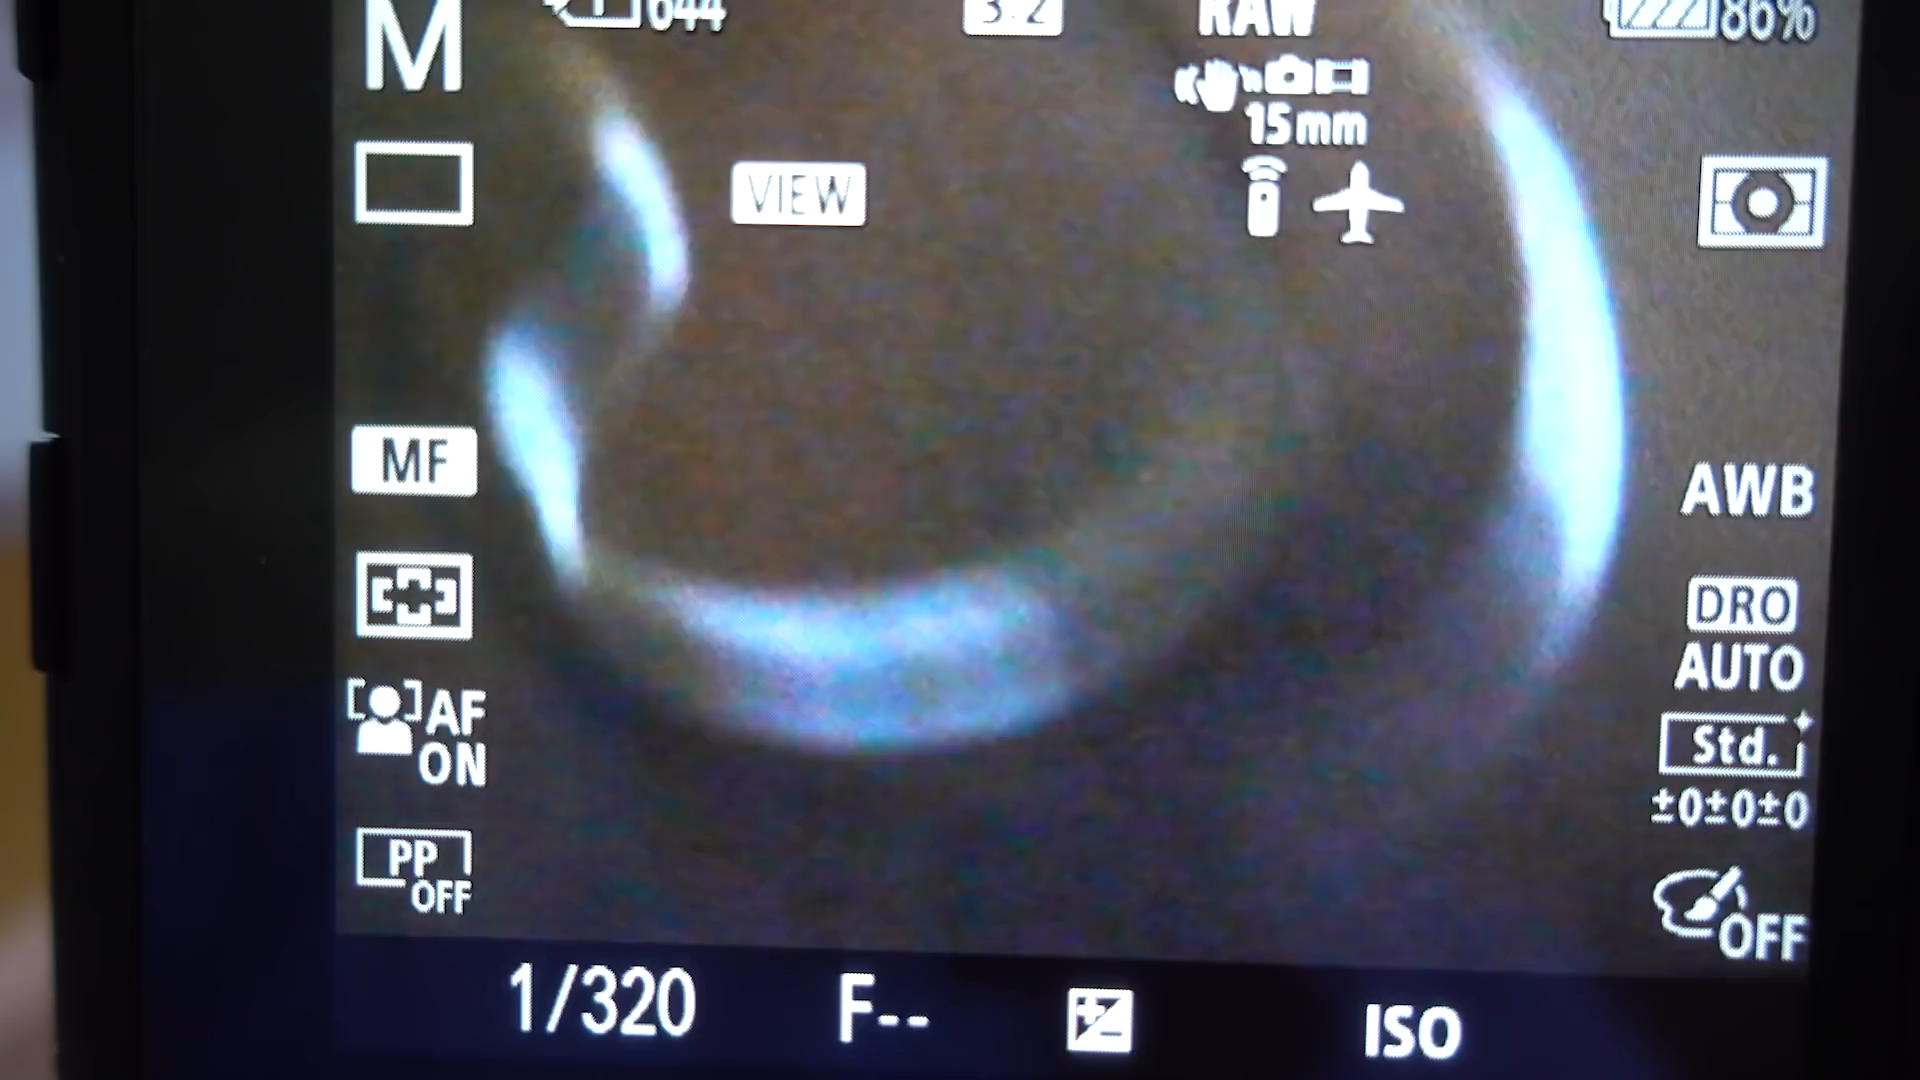 M
644
3:2
RAW
86%
15mm
VIEW
MF
AWB
DRO
AUTO
AF
ON
Std.
±0±0±0
PP
OFF
OFF
1/320
F--
ISO